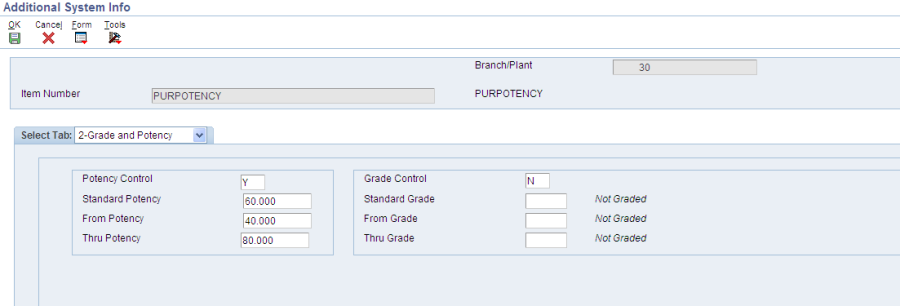 Additional System Info
OK Cancel Form Tools
Branch/Plant 30
Item Number PURPOTENCY PURPOTENCY
Select Tab: 2-Grade and Potency
Potency Control Y Grade Control N
Standard Potency 60.000 Standard Grade Not Graded
From Potency 40.000 From Grade Not Graded
Thru Potency 80.000 Thru Grade Not Graded